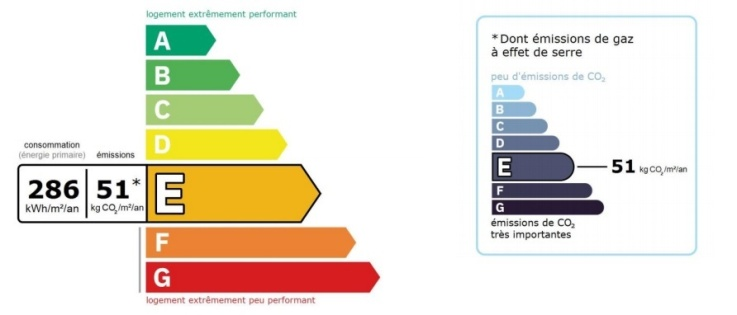 logement extrêmement performant
A
B
C
D
consommation
(énergie primaire) émissions
286 51*
kWh/m²/an kg CO₂/m²/an
E
F
G
logement extrêmement peu performant
*Dont émissions de gaz
à effet de serre
peu d'émissions de CO₂
A
B
C
D
E 51 kg CO₂/m²/an
F
G
émissions de CO₂
très importantes